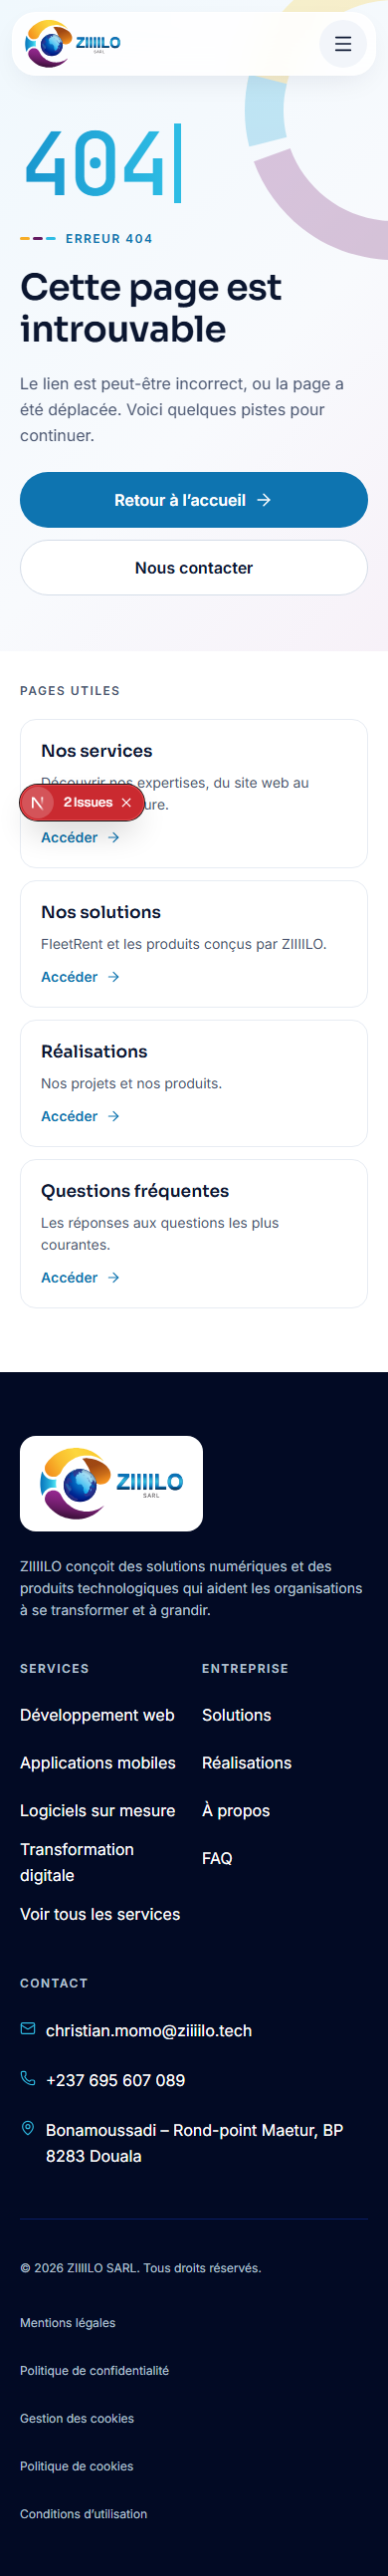 ZIIIILO
SARL
404
ERREUR 404
Cette page est
introuvable
Le lien est peut-être incorrect, ou la page a
été déplacée. Voici quelques pistes pour
continuer.
Retour à l’accueil
Nous contacter
PAGES UTILES
Nos services
expertises, du site web au
2 Issues
Accéder
Nos solutions
FleetRent et les produits conçus par ZIIIILO.
Accéder
Réalisations
Nos projets et nos produits.
Accéder
Questions fréquentes
Les réponses aux questions les plus
courantes.
Accéder
ZIIIILO
SARL
ZIIIILO conçoit des solutions numériques et des
produits technologiques qui aident les organisations
à se transformer et à grandir.
SERVICES
Développement web
Applications mobiles
Logiciels sur mesure
Transformation
digitale
Voir tous les services
ENTREPRISE
Solutions
Réalisations
À propos
FAQ
CONTACT
christian.momo@ziiiilo.tech
+237 695 607 089
Bonamoussadi – Rond-point Maetur, BP
8283 Douala
© 2026 ZIIIILO SARL. Tous droits réservés.
Mentions légales
Politique de confidentialité
Gestion des cookies
Politique de cookies
Conditions d’utilisation